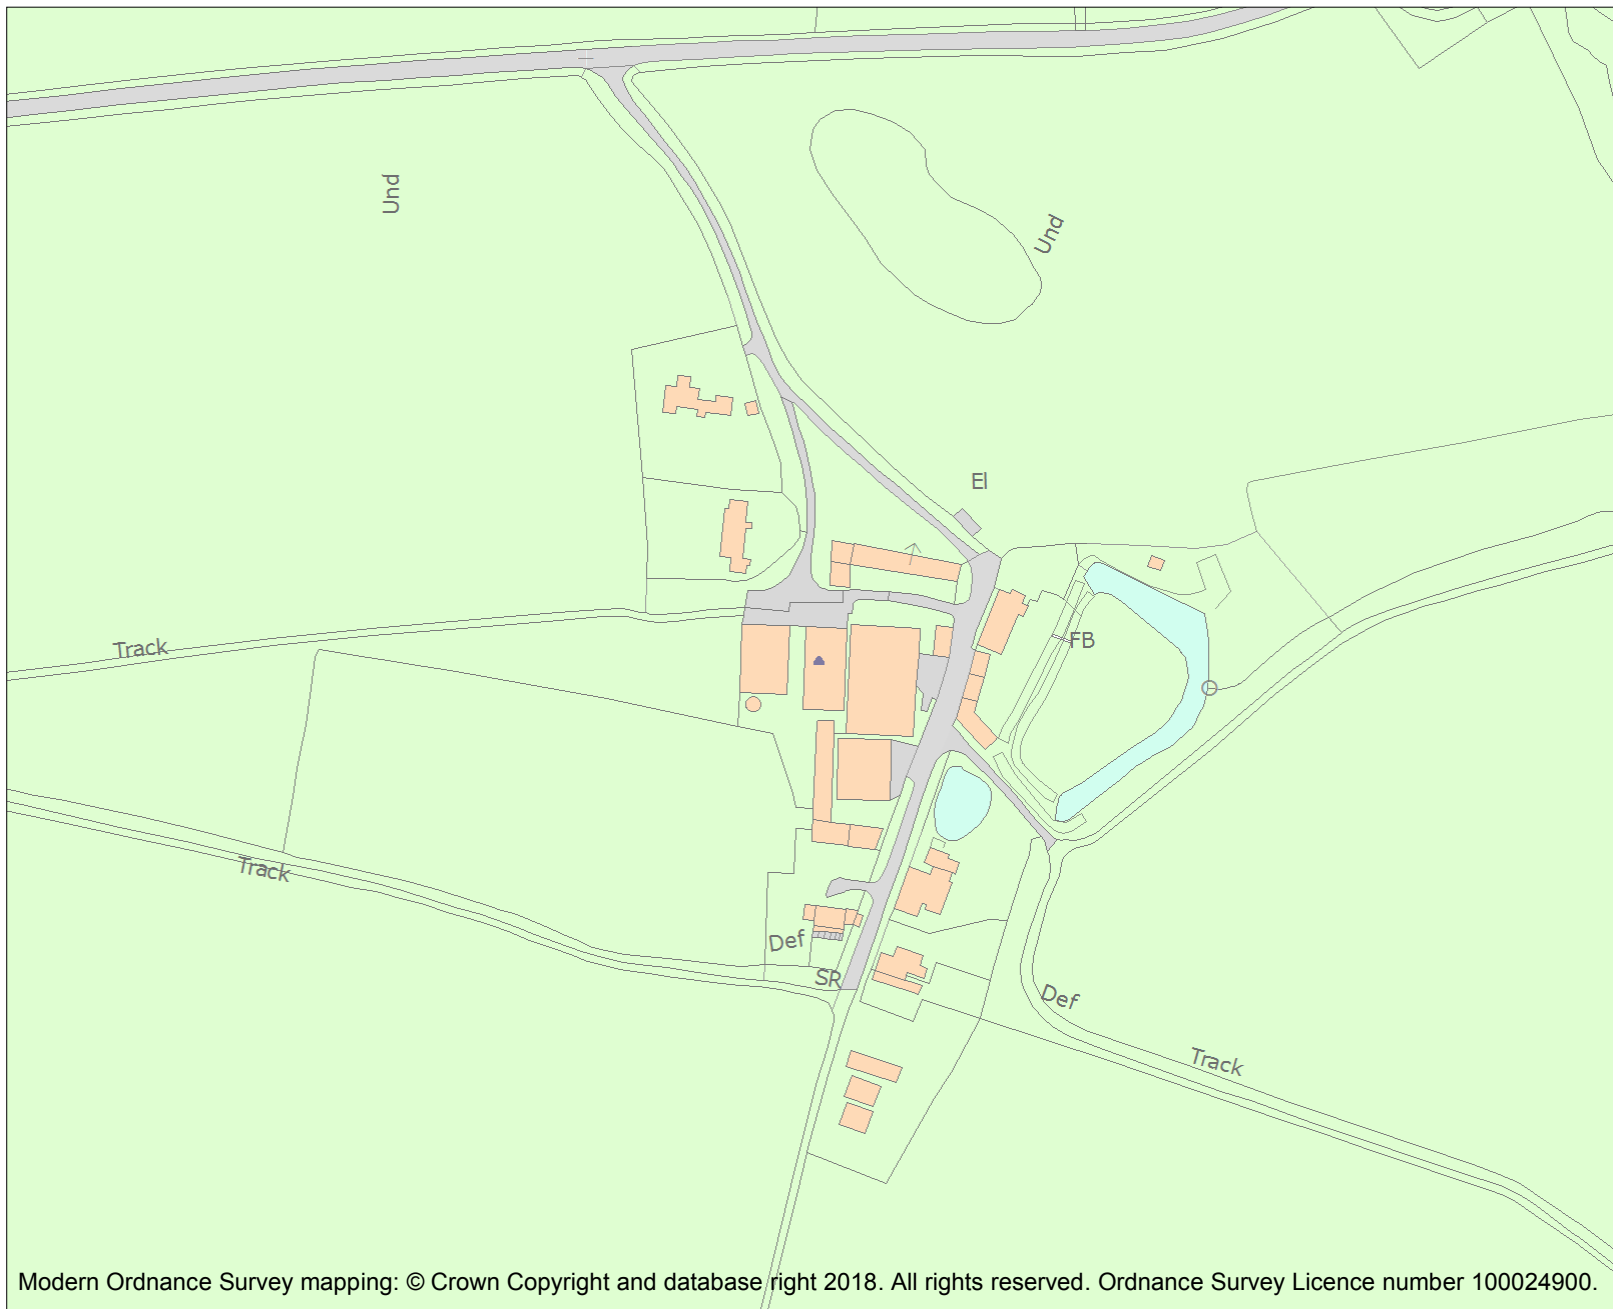 Und
Und
El
FB
Track
Track
Def
SR
Def
Track
Modern Ordnance Survey mapping: © Crown Copyright and database right 2018. All rights reserved. Ordnance Survey Licence number 100024900.